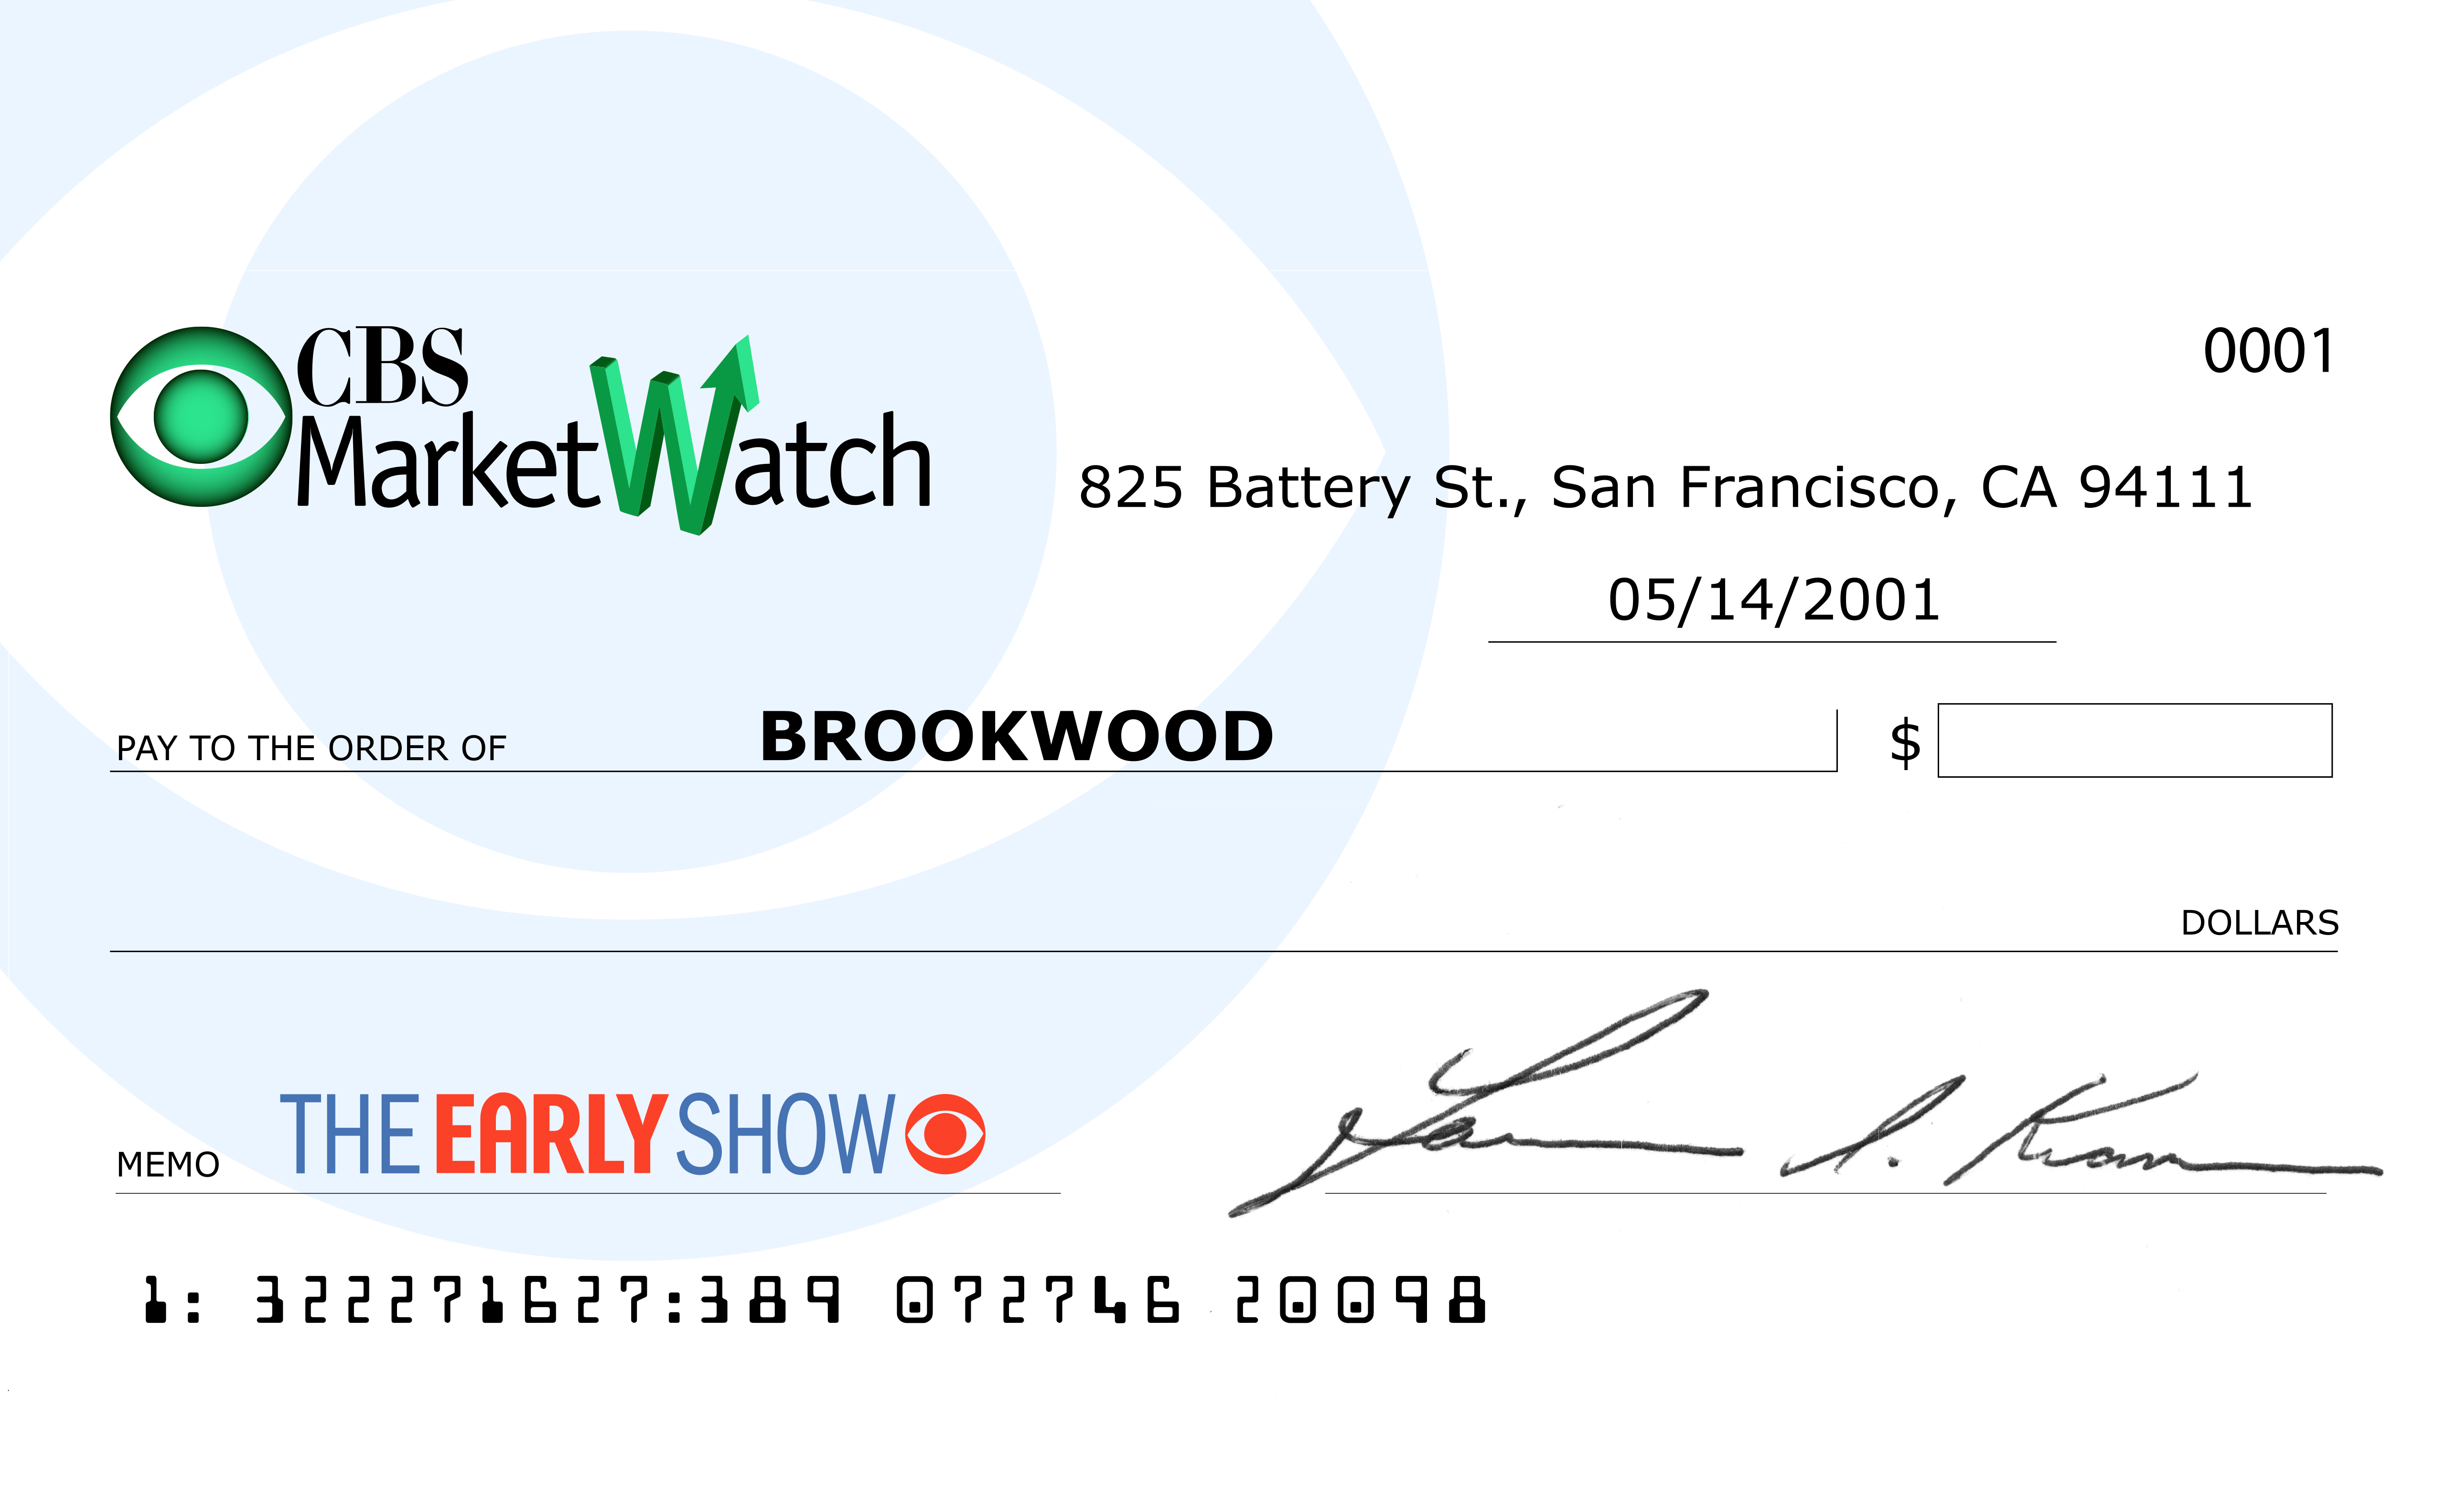 CBS
MarketWatch
0001
825 Battery St., San Francisco, CA 94111
05/14/2001
PAY TO THE ORDER OF BROOKWOOD $
DOLLARS
MEMO THE EARLY SHOW
1: 322271627:389 072746 20098